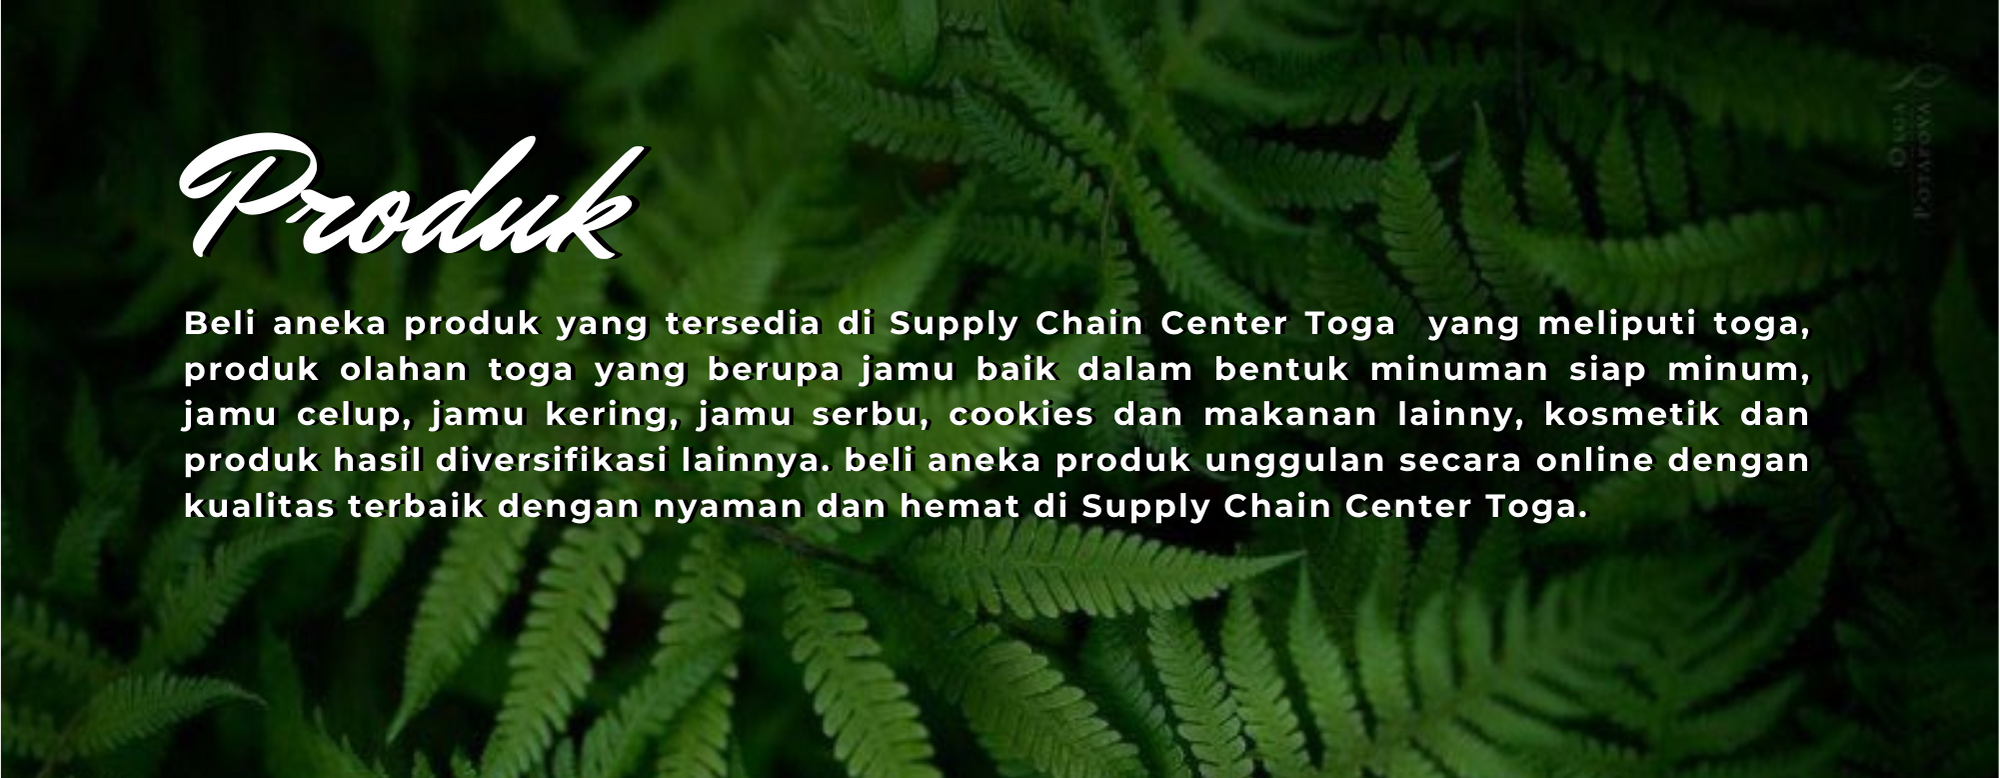 Produk
Beli aneka produk yang tersedia di Supply Chain Center Toga  yang meliputi toga,
produk olahan toga yang berupa jamu baik dalam bentuk minuman siap minum,
jamu celup, jamu kering, jamu serbu, cookies dan makanan lainny, kosmetik dan
produk hasil diversifikasi lainnya. beli aneka produk unggulan secara online dengan
kualitas terbaik dengan nyaman dan hemat di Supply Chain Center Toga.
OLGA
POTAPOWA